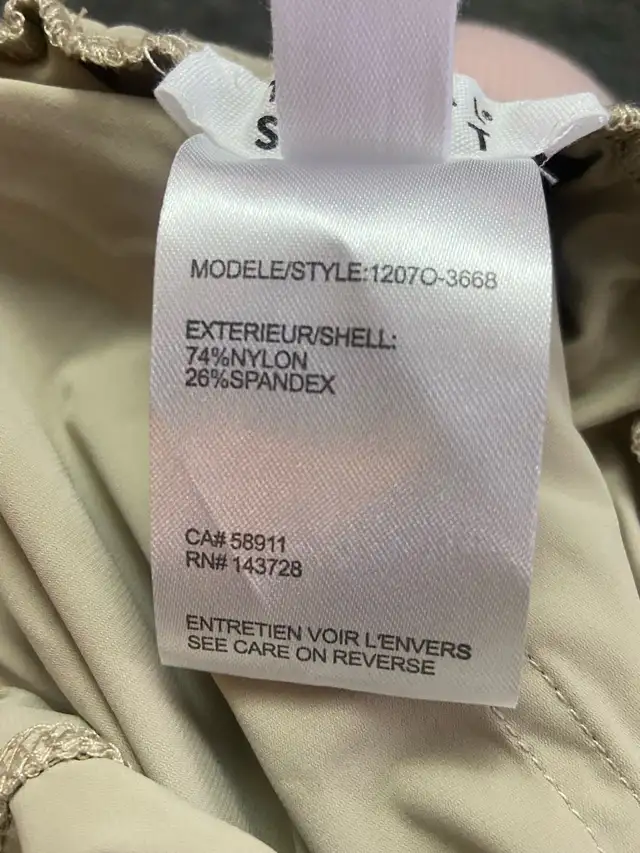 S
MODELE/STYLE:1207O-3668
EXTERIEUR/SHELL:
74%NYLON
26%SPANDEX
CA# 58911
RN# 143728
ENTRETIEN VOIR L'ENVERS
SEE CARE ON REVERSE